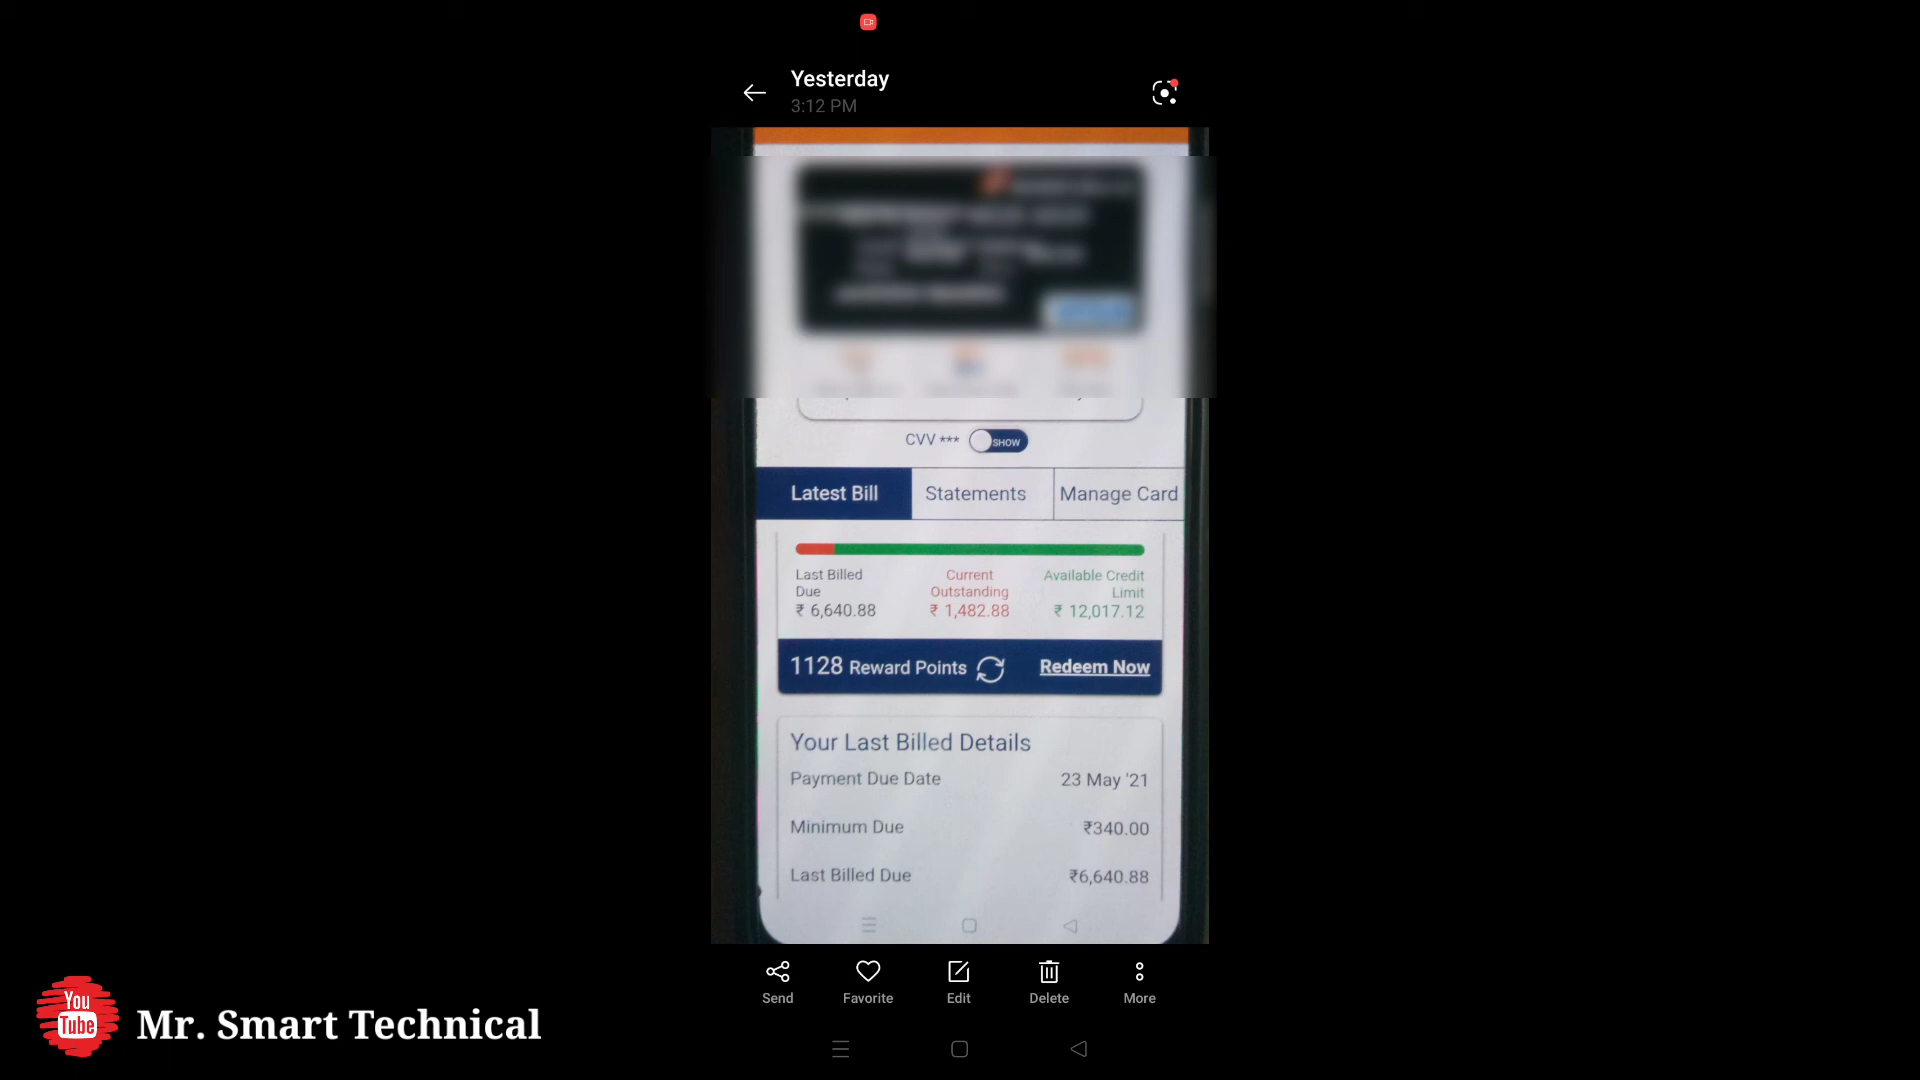 Yesterday
3:12 PM
CVV *** SHOW
Latest Bill Statements Manage Card
Last Billed Due Current Outstanding Available Credit Limit
₹ 6,640.88 ₹ 1,482.88 ₹ 12,017.12
1128 Reward Points Redeem Now
Your Last Billed Details
Payment Due Date 23 May '21
Minimum Due ₹340.00
Last Billed Due ₹6,640.88
Send Favorite Edit Delete More
You
Tube
Mr. Smart Technical